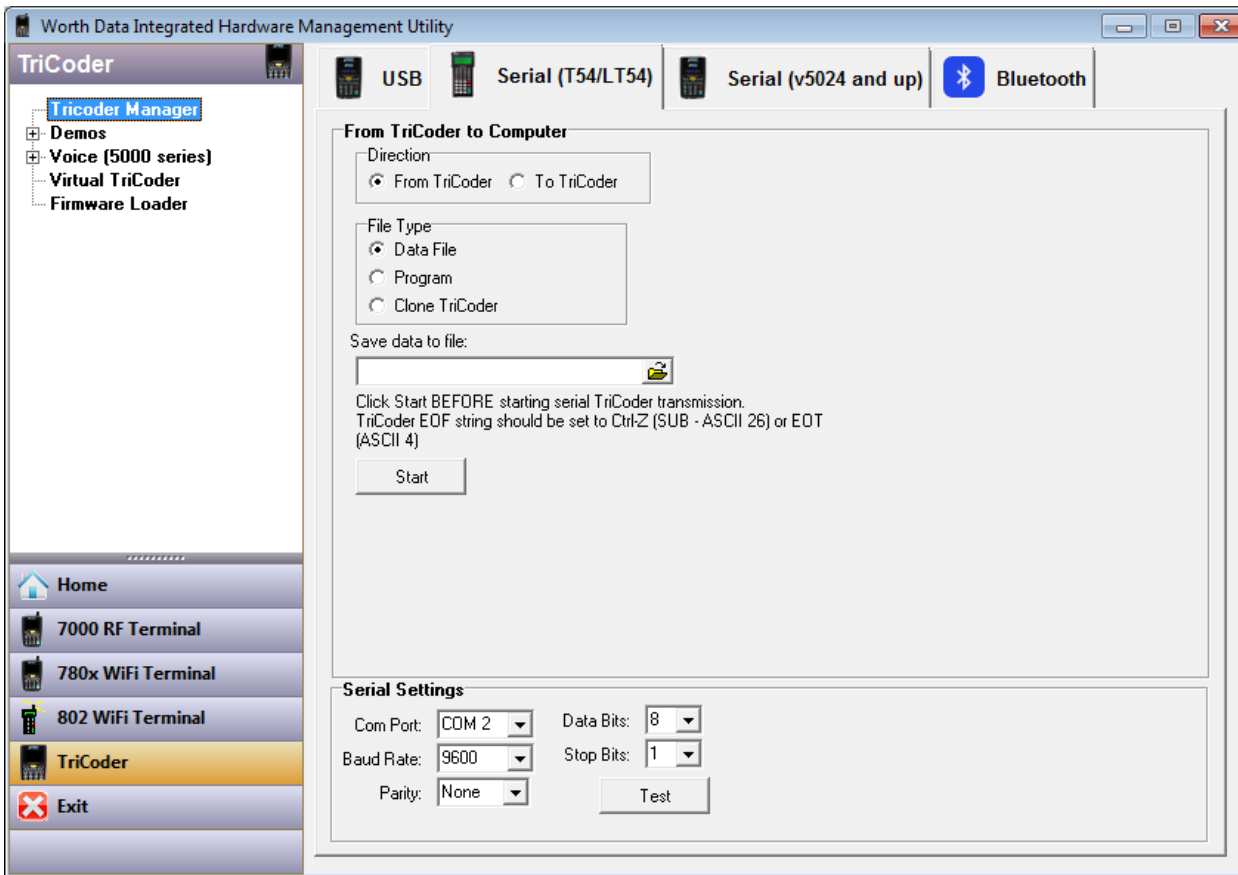 Worth Data Integrated Hardware Management Utility
TriCoder
Tricoder Manager
Demos
Voice (5000 series)
Virtual TriCoder
Firmware Loader
Home
7000 RF Terminal
780x WiFi Terminal
802 WiFi Terminal
TriCoder
Exit
USB
Serial (T54/LT54)
Serial (v5024 and up)
Bluetooth
From TriCoder to Computer
Direction
From TriCoder
To TriCoder
File Type
Data File
Program
Clone TriCoder
Save data to file:
Click Start BEFORE starting serial TriCoder transmission.
TriCoder EOF string should be set to Ctrl-Z (SUB - ASCII 26) or EOT
(ASCII 4)
Start
Serial Settings
Com Port: COM 2
Data Bits: 8
Baud Rate: 9600
Stop Bits: 1
Parity: None
Test